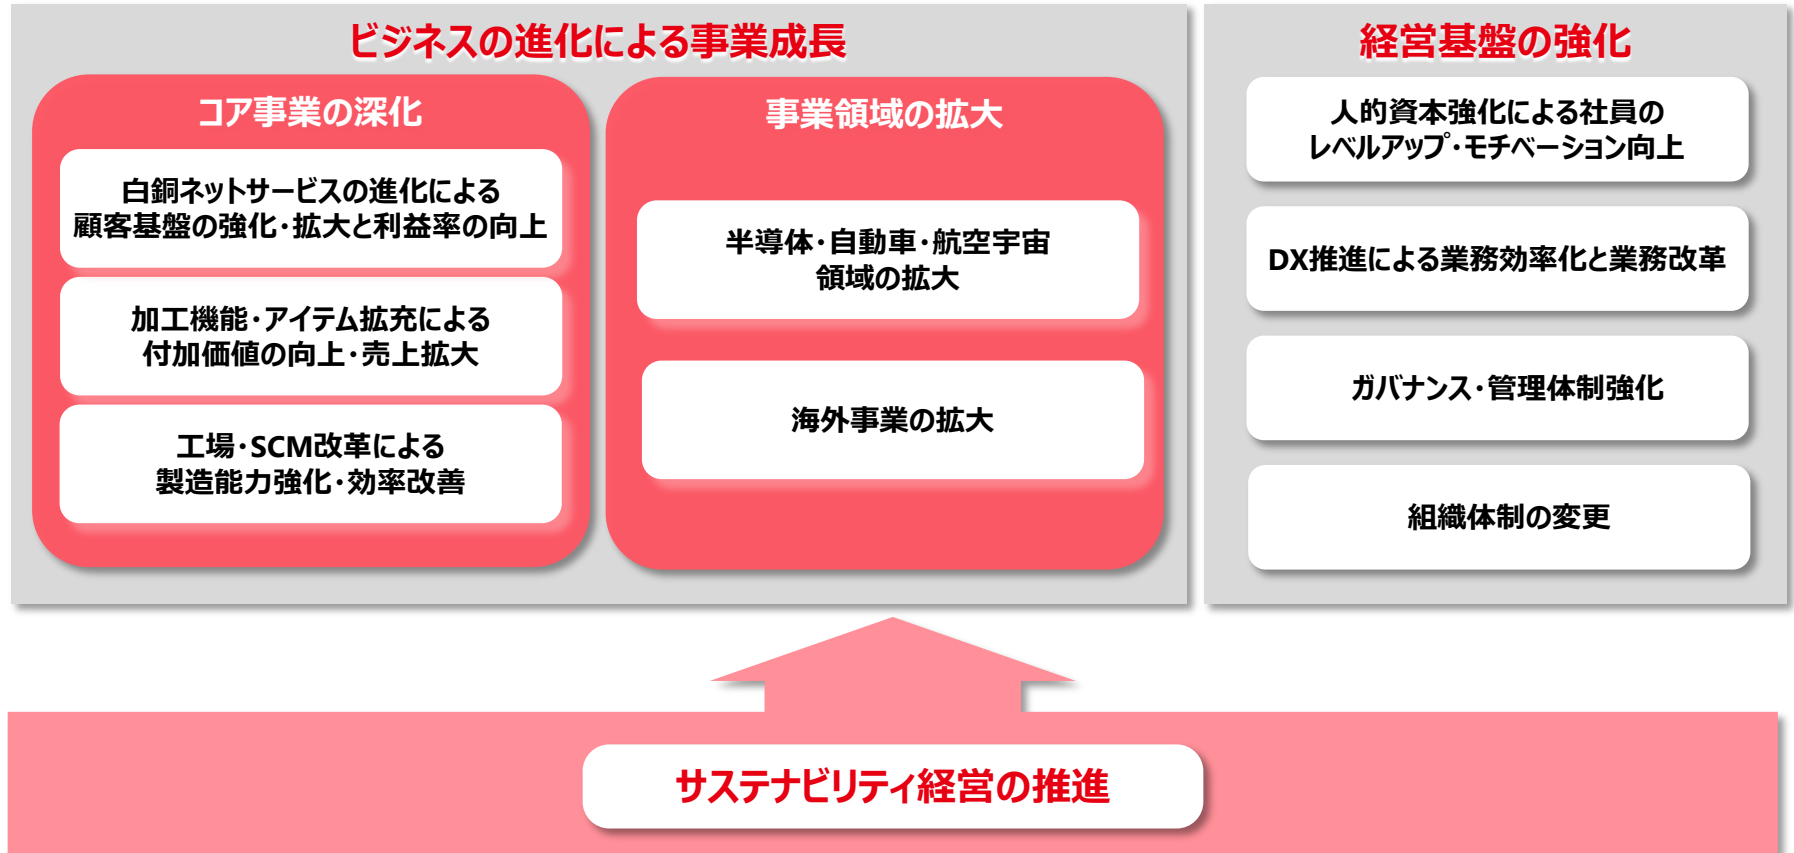 ビジネスの進化による事業成長
コア事業の深化
白銅ネットサービスの進化による
顧客基盤の強化・拡大と利益率の向上
加工機能・アイテム拡充による
付加価値の向上・売上拡大
工場・SCM改革による
製造能力強化・効率改善
事業領域の拡大
半導体・自動車・航空宇宙
領域の拡大
海外事業の拡大
経営基盤の強化
人的資本強化による社員の
レベルアップ・モチベーション向上
DX推進による業務効率化と業務改革
ガバナンス・管理体制強化
組織体制の変更
サステナビリティ経営の推進